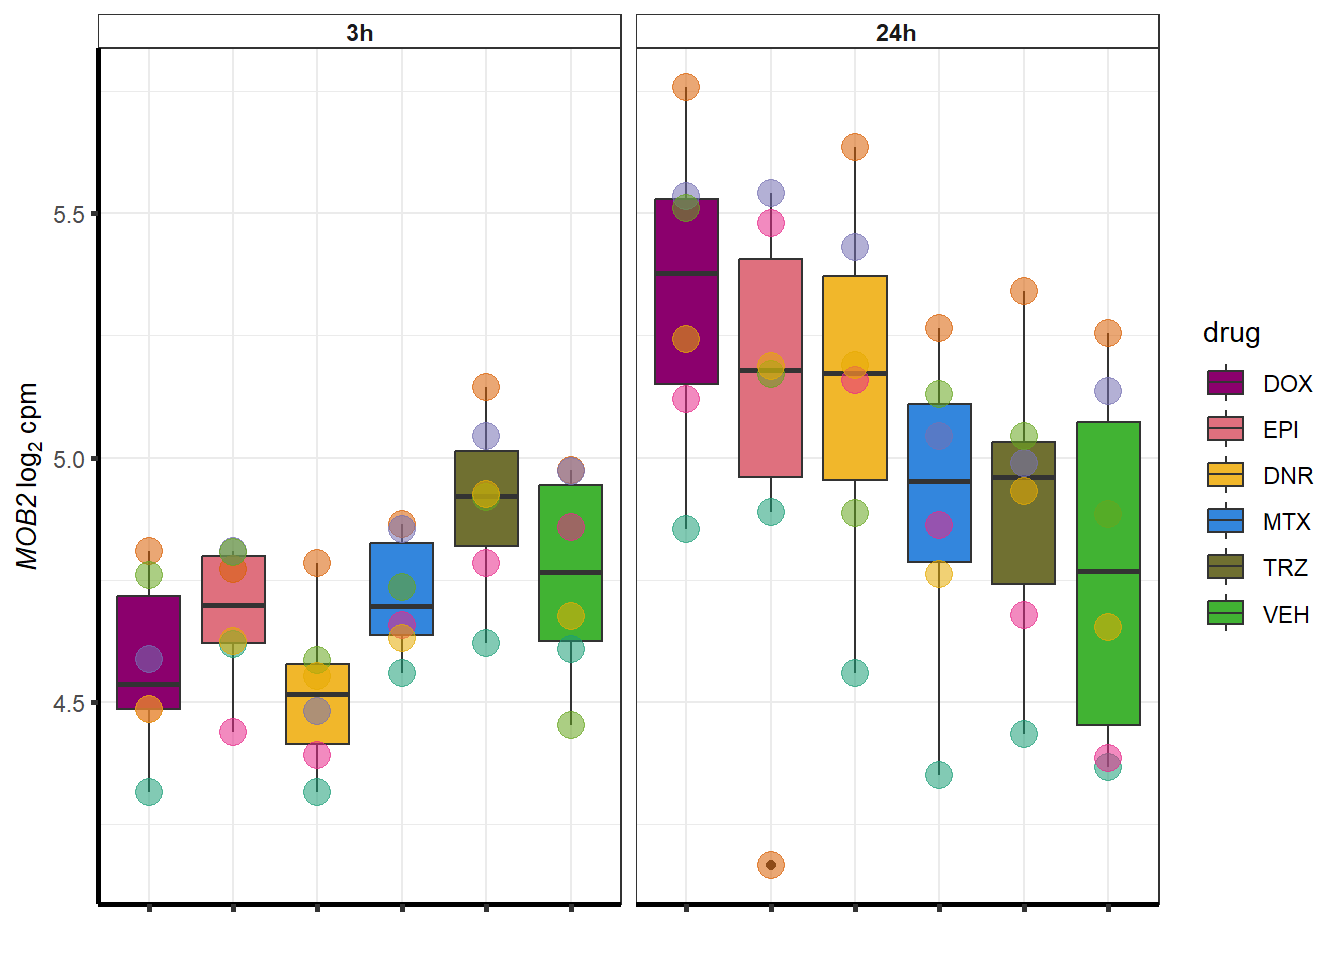 3h
24h
5.5
5.0
4.5
MOB2 log₂ cpm
drug
DOX
EPI
DNR
MTX
TRZ
VEH